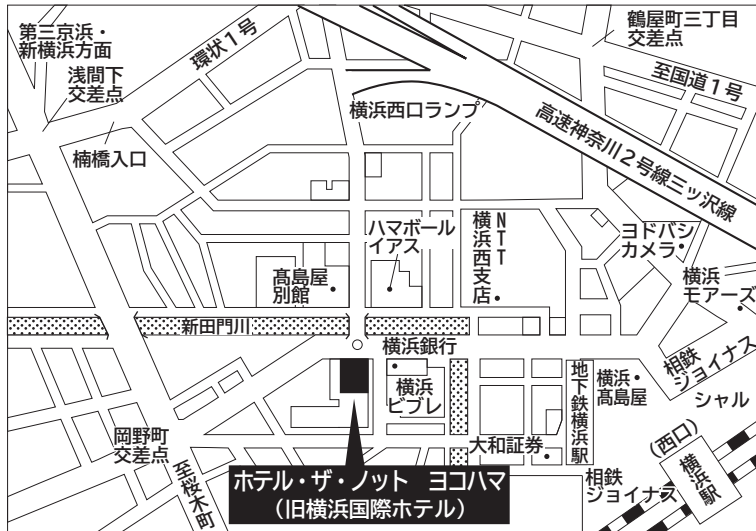 第三京浜・
新横浜方面
環状1号
鶴屋町三丁目
交差点
浅間下
交差点
至国道1号
横浜西口ランプ
高速神奈川2号線三ッ沢線
楠橋入口
ハマボール
イアス
NTT
横浜西支店
ヨドバシ
カメラ
髙島屋
別館
横浜
モアーズ
新田間川
横浜銀行
相鉄
ジョイナス
地下鉄横浜駅
横浜・
髙島屋
シャル
横浜
ビブレ
岡野町
交差点
大和証券
(西口)
横浜駅
至桜木町
相鉄
ジョイナス
ホテル・ザ・ノット ヨコハマ
(旧横浜国際ホテル)